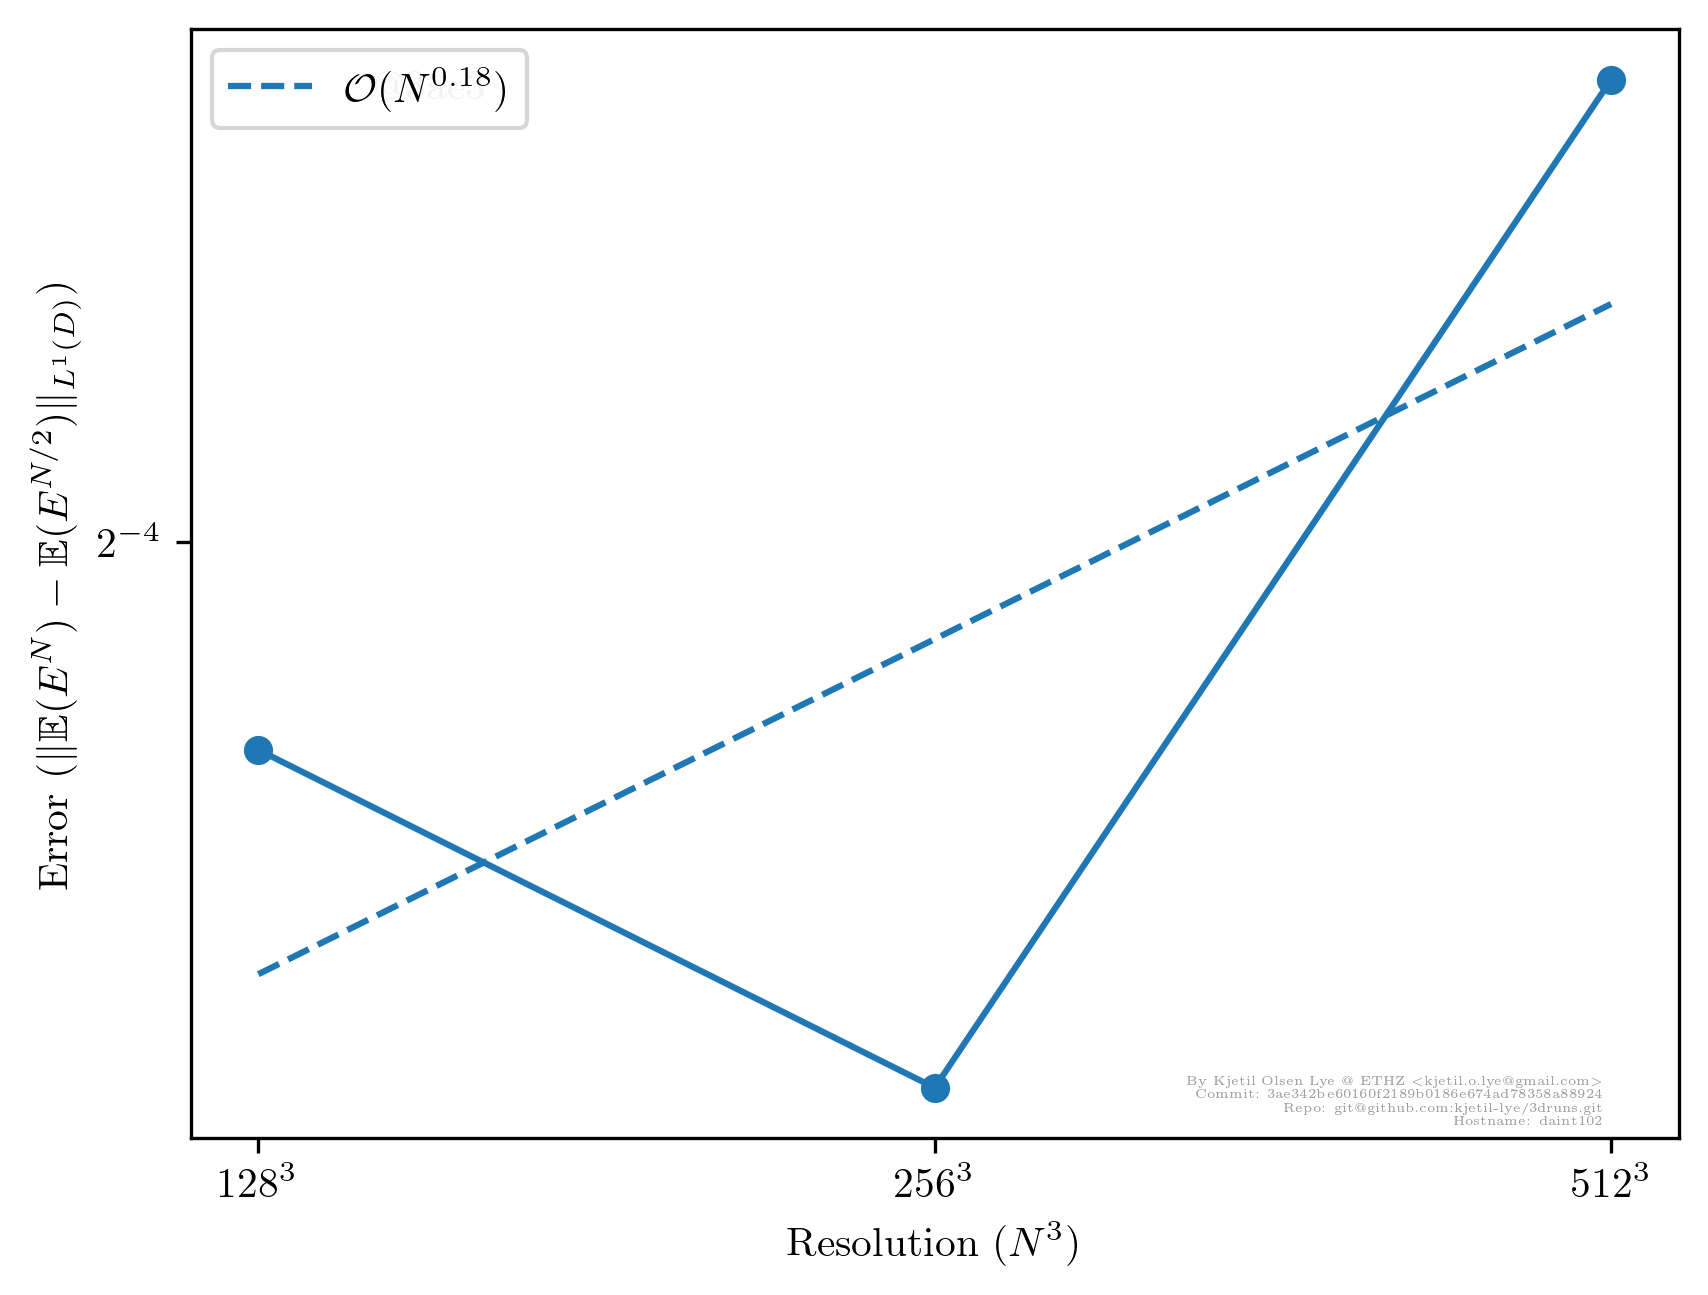 𝒪(N^0.18)
Error (||𝔼(E^N) − 𝔼(E^{N/2})||_{L^1(D)})
2^−4
128^3
256^3
512^3
Resolution (N^3)
By Kjetil Olsen Lye @ ETHZ <kjetil.o.lye@gmail.com>
Commit: 3ae342be60160f2189b0186e674ad78358a88924
Repo: git@github.com:kjetil-lye/3druns.git
Hostname: daint102